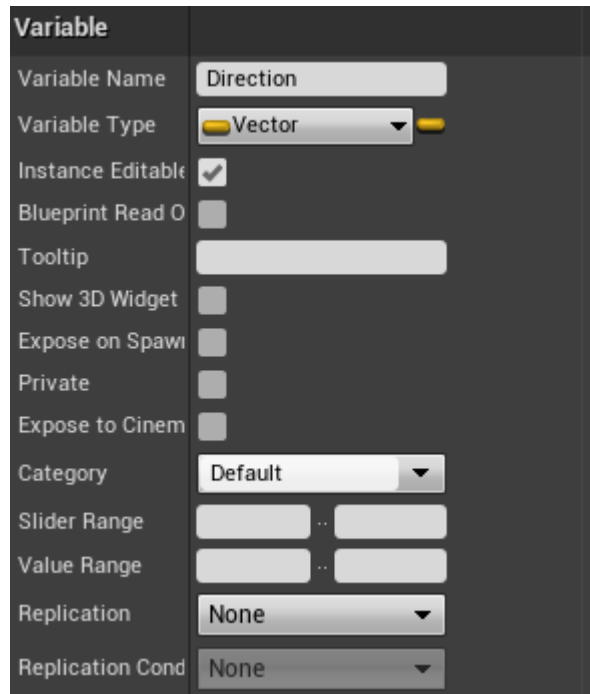 Variable
Variable Name Direction
Variable Type Vector
Instance Editable
Blueprint Read O
Tooltip
Show 3D Widget
Expose on Spawn
Private
Expose to Cinem
Category Default
Slider Range ..
Value Range ..
Replication None
Replication Cond None